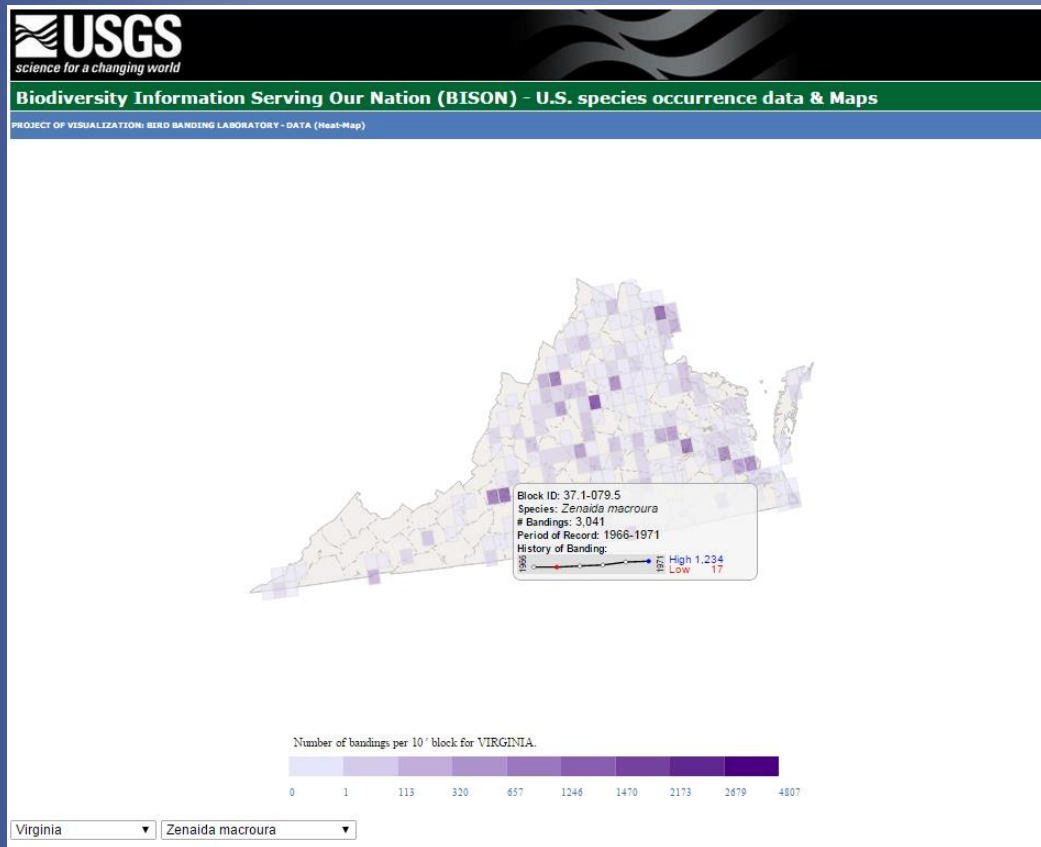 USGS
science for a changing world
Biodiversity Information Serving Our Nation (BISON) - U.S. species occurrence data & Maps
PROJECT OF VISUALIZATION: BIRD BANDING LABORATORY - DATA (Heat-Map)
Block ID: 37.1-079.5
Species: Zenaida macroura
# Bandings: 3,041
Period of Record: 1966-1971
History of Banding:
1966 1971 High 1,234
Low 17
Number of bandings per 10 ' block for VIRGINIA.
0 1 113 320 657 1246 1470 2173 2679 4807
Virginia ▼ Zenaida macroura ▼